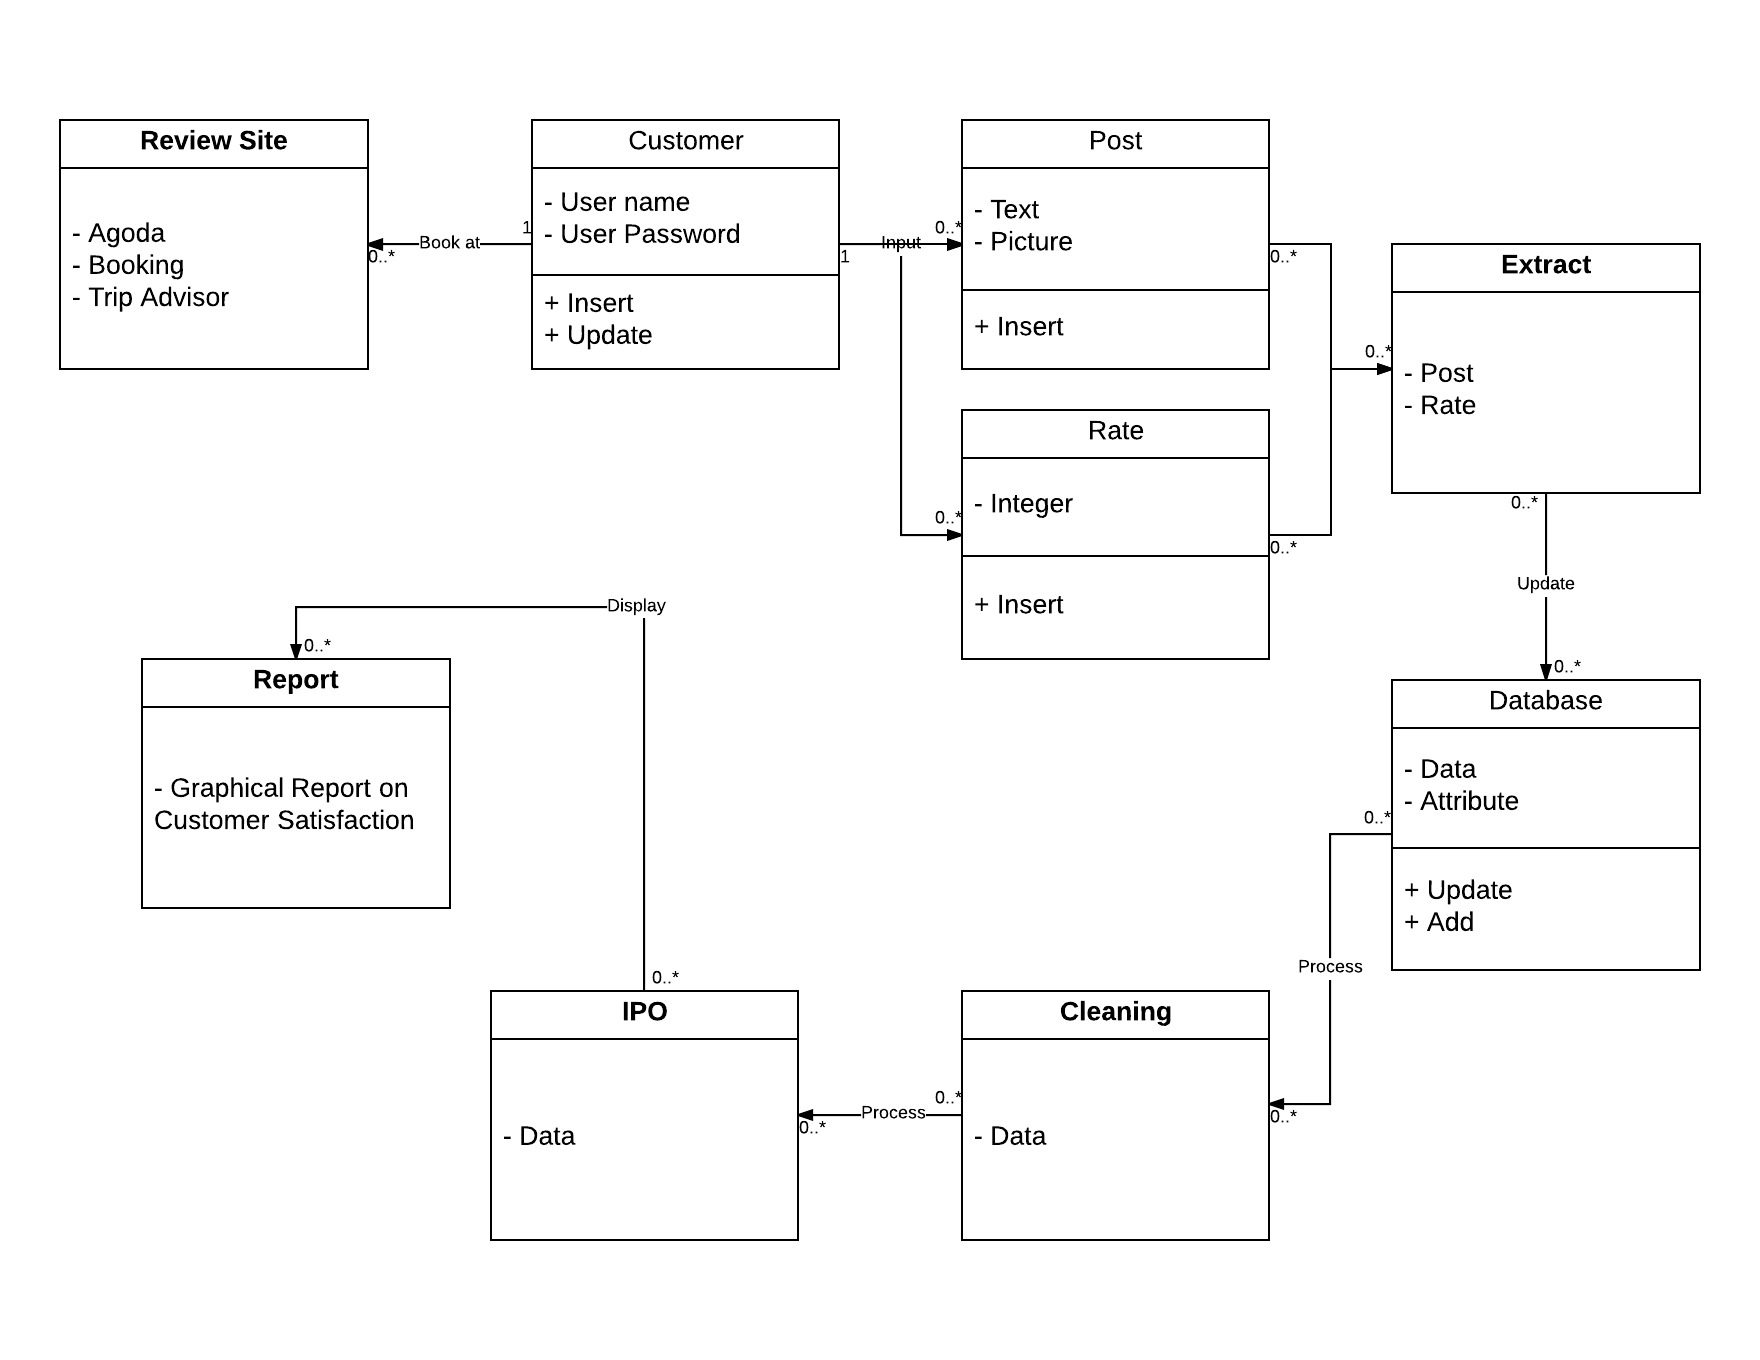 Review Site
- Agoda
- Booking
- Trip Advisor
0..*
Book at
1
Customer
- User name
- User Password
+ Insert
+ Update
1
Input
0..*
Post
- Text
- Picture
+ Insert
0..*
0..*
Rate
- Integer
+ Insert
0..*
0..*
Extract
- Post
- Rate
0..*
Update
0..*
Database
- Data
- Attribute
+ Update
+ Add
0..*
Process
0..*
Cleaning
- Data
0..*
Process
0..*
IPO
- Data
0..*
Display
0..*
Report
- Graphical Report on
Customer Satisfaction